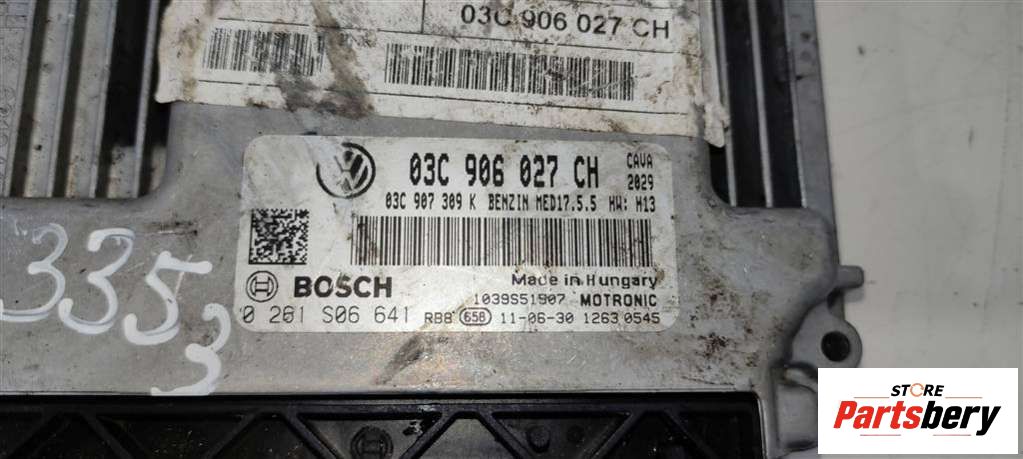 03C 906 027 CH
03C 906 027 CH
CAVA
2029
03C 907 309 K BENZIN MED17.5.5 HW: H13
BOSCH
Made in Hungary
1039S51907 MOTRONIC
0 261 S06 641 RB8 658 11-06-30 1263 0545
3353
STORE
Partsbery